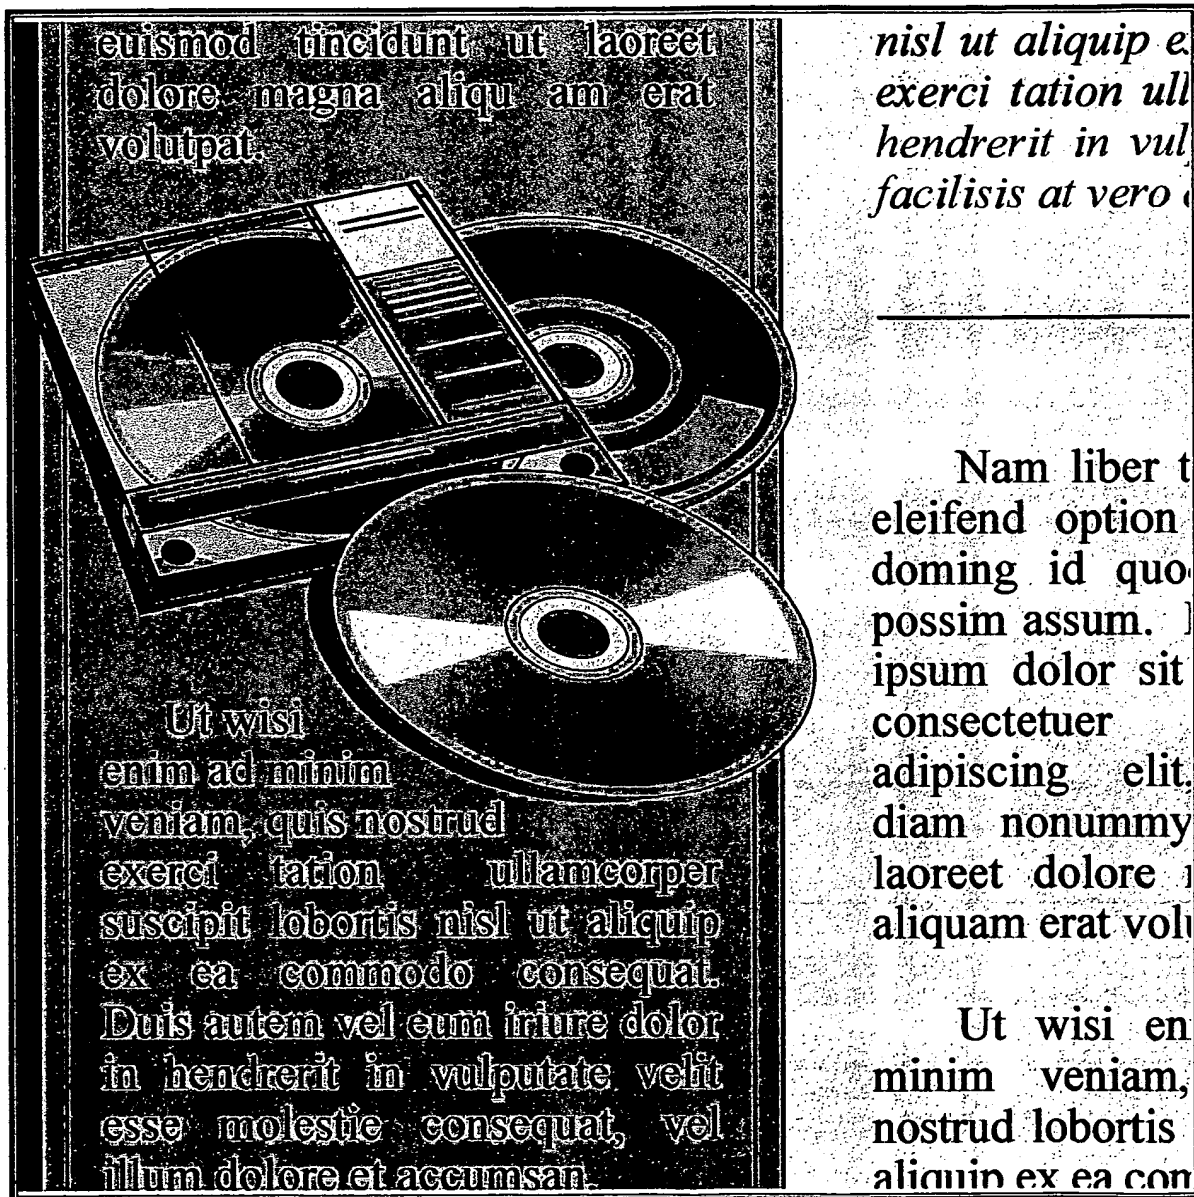 euismod tincidunt ut laoreet
dolore magna aliqu am erat
volutpat.
Ut wisi
enim ad minim
veniam, quis nostrud
exerci tation ullamcorper
suscipit lobortis nisl ut aliquip
ex ea commodo consequat.
Duis autem vel eum iriure dolor
in hendrerit in vulputate velit
esse molestie consequat, vel
illum dolore et accumsan.
nisl ut aliquip
exerci tation
hendrerit in
facilisis at vero
Nam liber
eleifend option
doming id
possim assum.
ipsum dolor sit
consectetuer
adipiscing elit,
diam nonummy
laoreet dolore
aliquam erat
Ut wisi
minim veniam,
nostrud lobortis
aliquip ex ea